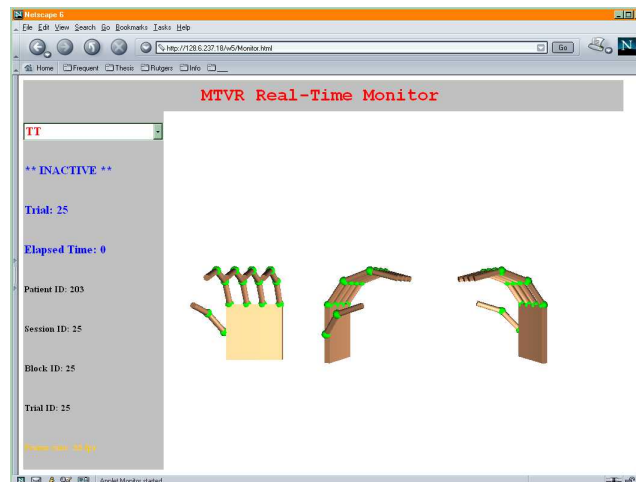 Netscape 6
File Edit View Search Go Bookmarks Tasks Help
http://128.6.237.18/w5/Monitor.html Go N
Home Frequent Thesis Rutgers Info
MTVR Real-Time Monitor
TT
** INACTIVE **
Trial: 25
Elapsed Time: 0
Patient ID: 203
Session ID: 25
Block ID: 25
Trial ID: 25
Applet Monitor started